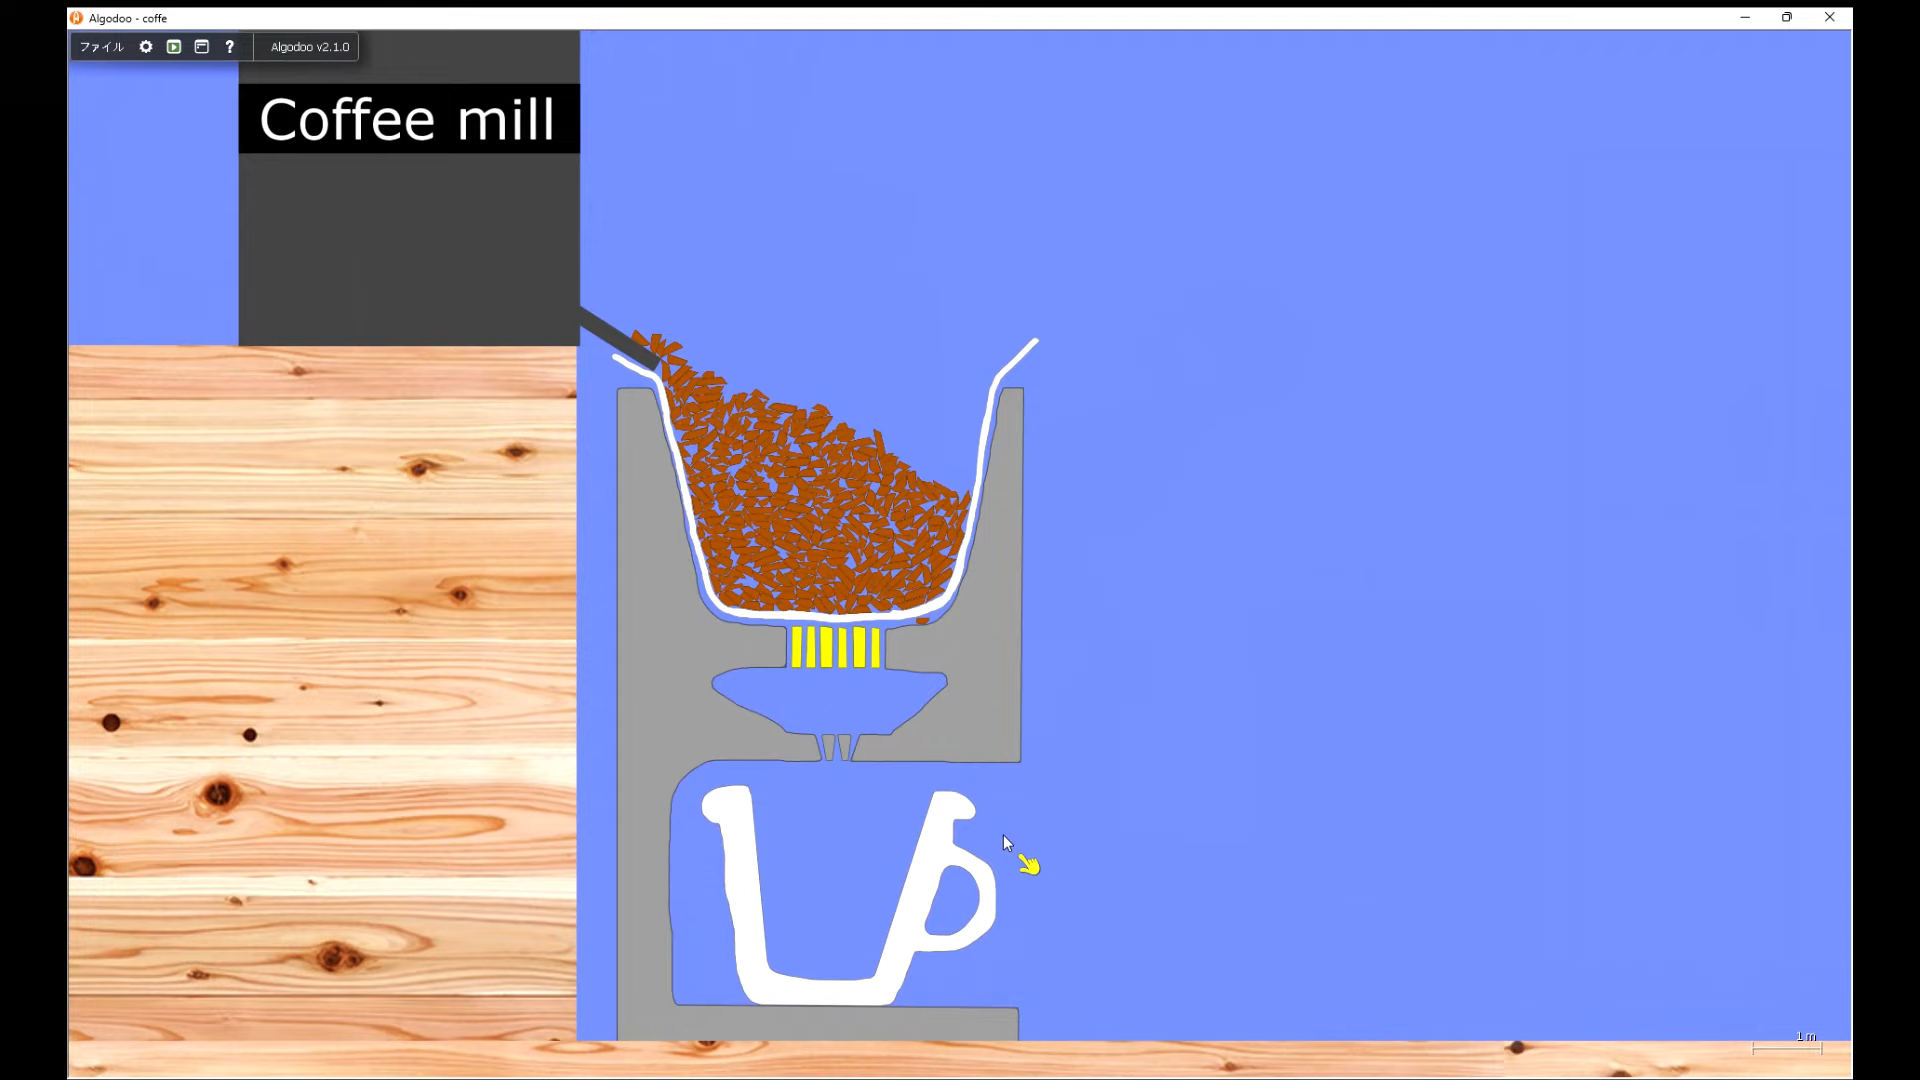 Algodoo - coffe
ファイル ? Algodoo v2.1.0
Coffee mill
1 m